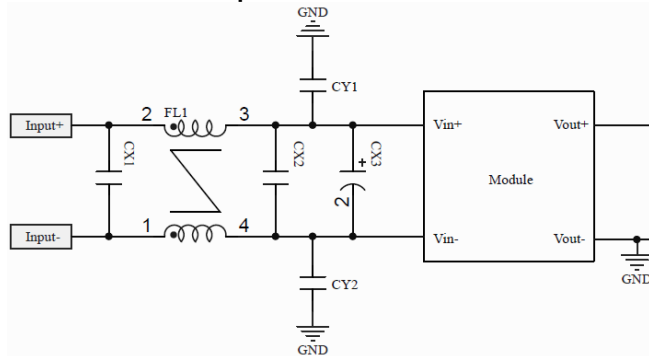 GND
CY1
Input+
2
FL1
3
CX1
CX2
+
CX3
2
Vin+
Vout+
Module
Input-
1
4
Vin-
Vout-
GND
CY2
GND